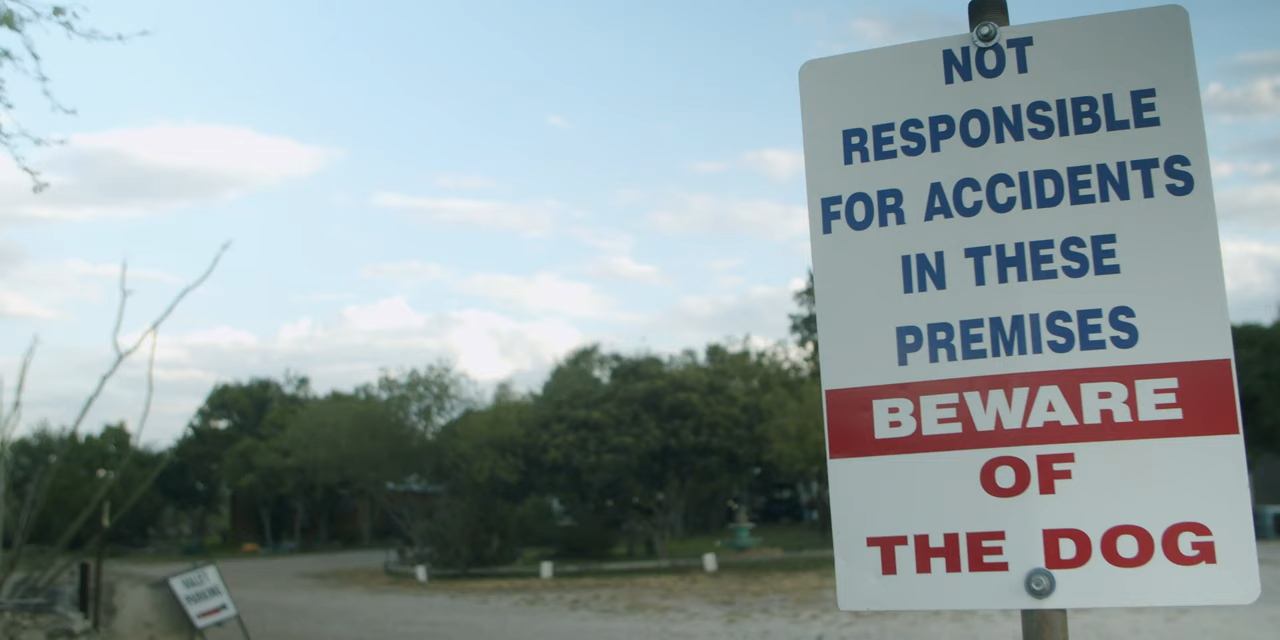 NOT
RESPONSIBLE
FOR ACCIDENTS
IN THESE
PREMISES
BEWARE
OF
THE DOG
VALET
PARKING